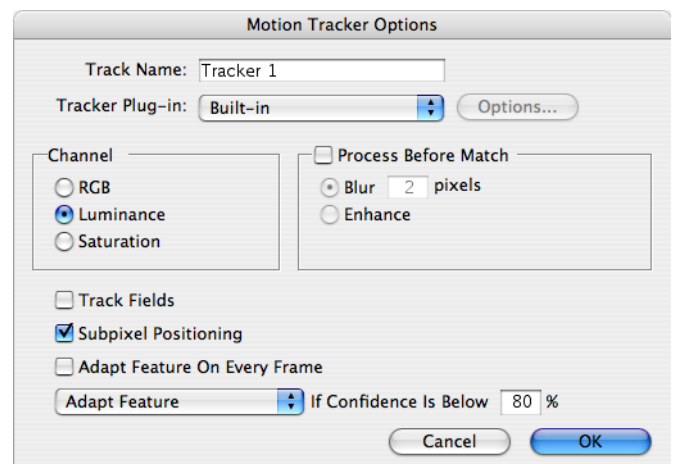 Motion Tracker Options
Track Name: Tracker 1
Tracker Plug-in: Built-in Options...
Channel
RGB
Luminance
Saturation
Process Before Match
Blur 2 pixels
Enhance
Track Fields
Subpixel Positioning
Adapt Feature On Every Frame
Adapt Feature If Confidence Is Below 80 %
Cancel OK